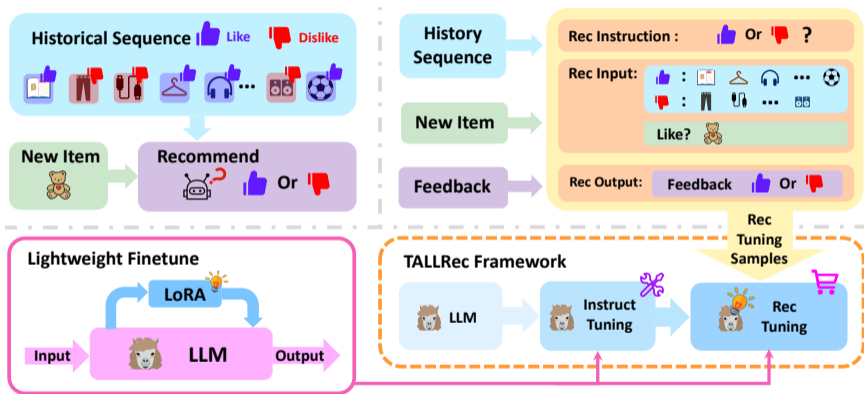 Historical Sequence
Like
Dislike
...
New Item
Recommend
?
Or
History
Sequence
New Item
Feedback
Rec Instruction :
Or
?
Rec Input:
:
...
:
...
Like?
Rec Output:
Feedback
Or
Rec
Tuning
Samples
Lightweight Finetune
LoRA
Input
LLM
Output
TALLRec Framework
LLM
Instruct
Tuning
Rec
Tuning